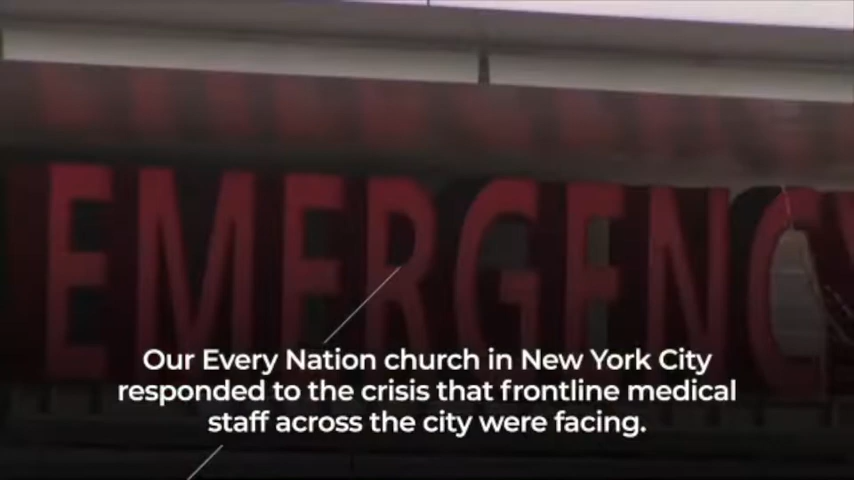 EMERGENCY
Our Every Nation church in New York City
responded to the crisis that frontline medical
staff across the city were facing.